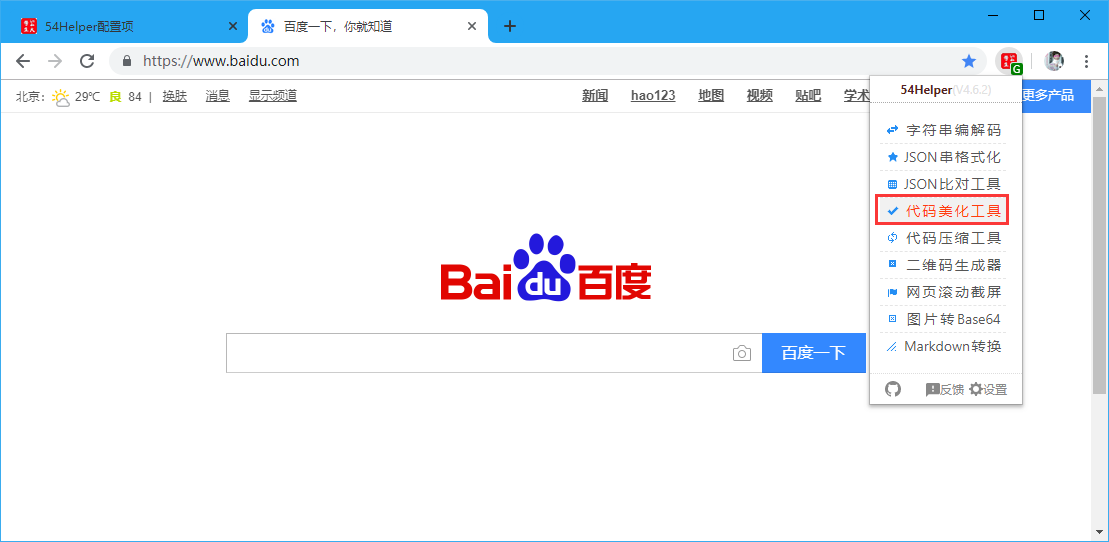 54Helper配置项
百度一下，你就知道
https://www.baidu.com
G
北京： 29℃ 良 84 | 换肤 消息 显示频道
新闻 hao123 地图 视频 贴吧 学术
更多产品
54Helper(V4.6.2)
字符串编解码
JSON串格式化
JSON比对工具
代码美化工具
代码压缩工具
二维码生成器
网页滚动截屏
图片转Base64
Markdown转换
反馈 设置
Bai du 百度
百度一下